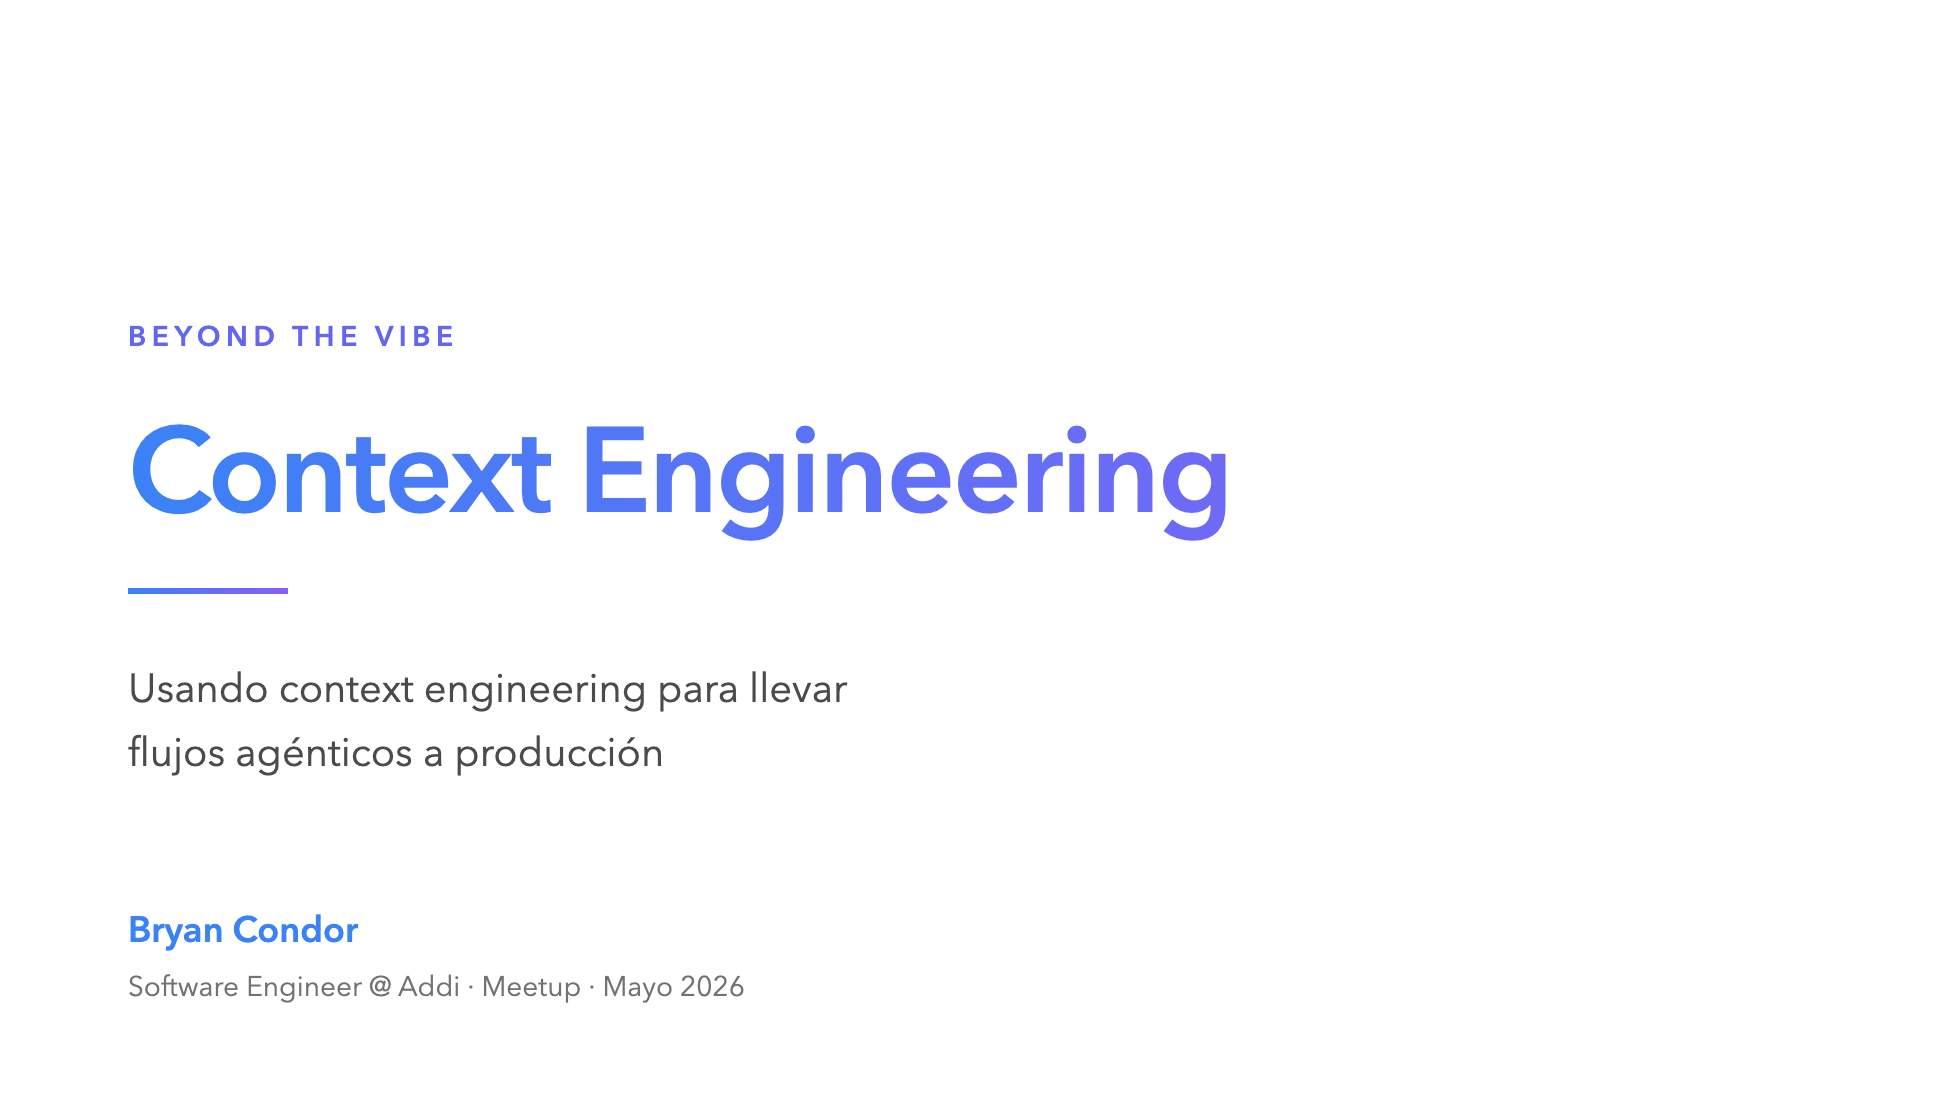 BEYOND THE VIBE
Context Engineering
Usando context engineering para llevar
flujos agénticos a producción
Bryan Condor
Software Engineer @ Addi · Meetup · Mayo 2026